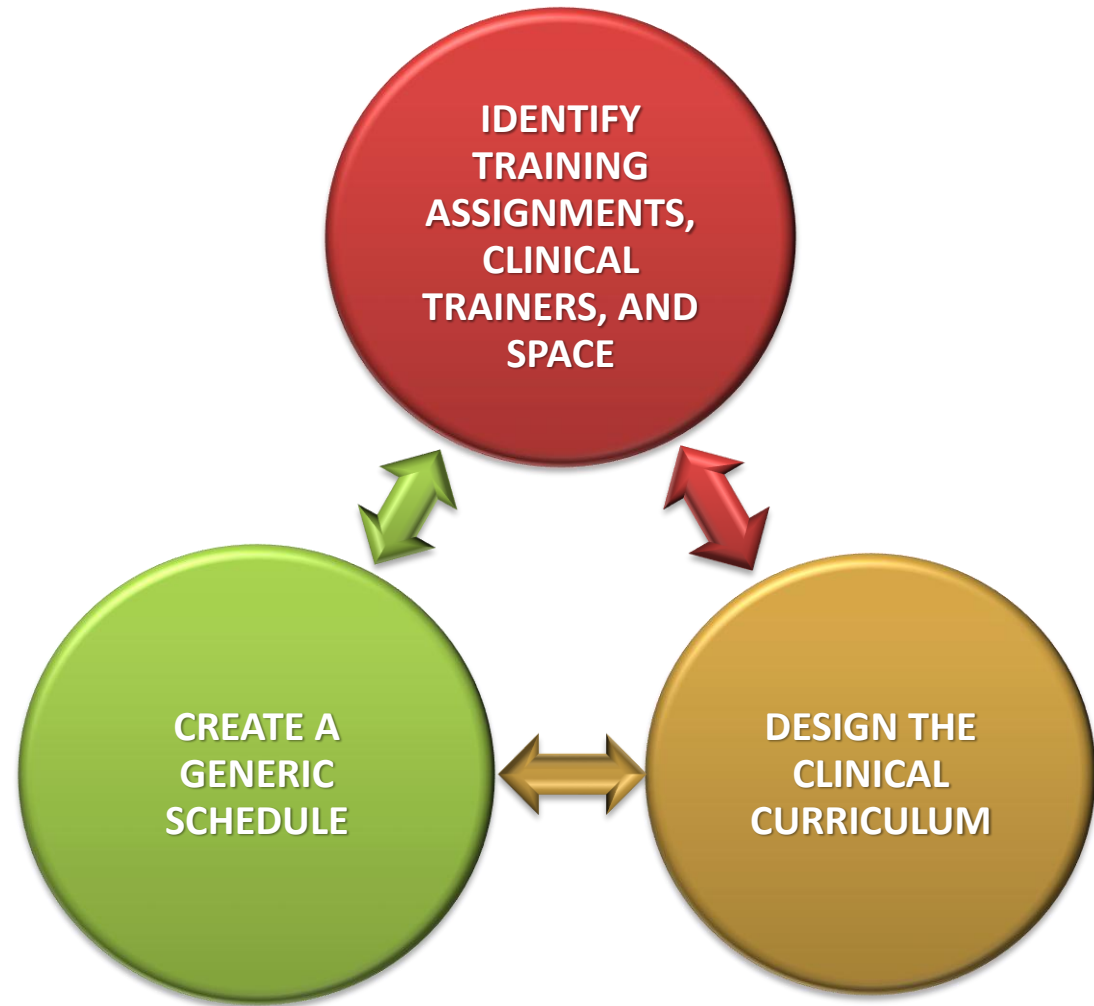 IDENTIFY
TRAINING
ASSIGNMENTS,
CLINICAL
TRAINERS, AND
SPACE
CREATE A
GENERIC
SCHEDULE
DESIGN THE
CLINICAL
CURRICULUM